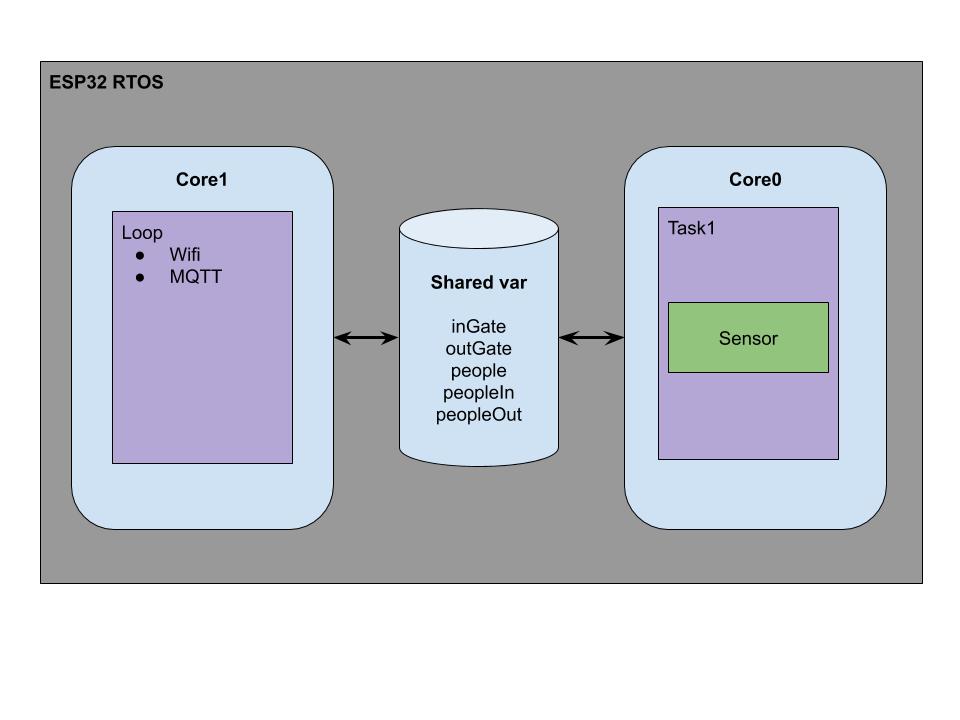 ESP32 RTOS
Core1
Loop
● Wifi
● MQTT
Shared var
inGate
outGate
people
peopleIn
peopleOut
Core0
Task1
Sensor